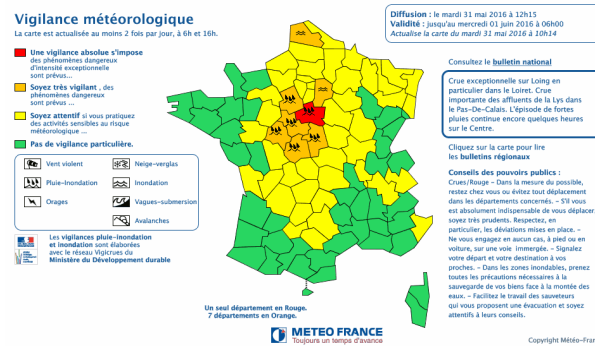 Vigilance météorologique
La carte est actualisée au moins 2 fois par jour, à 6h et 16h.
Une vigilance absolue s'impose
des phénomènes dangereux
d'intensité exceptionnelle
sont prévus...
Soyez très vigilant , des
phénomènes dangereux
sont prévus ...
Soyez attentif si vous pratiquez
des activités sensibles au risque
météorologique ...
Pas de vigilance particulière.
Vent violent
Neige-verglas
Pluie-Inondation
Inondation
Orages
Vagues-submersion
Avalanches
Les vigilances pluie-inondation
et inondation sont élaborées
avec le réseau Vigicrues du
Ministère du Développement durable
Un seul département en Rouge.
7 départements en Orange.
METEO FRANCE
Toujours un temps d'avance
Diffusion : le mardi 31 mai 2016 à 12h15
Validité : jusqu'au mercredi 01 juin 2016 à 06h00
Actualise la carte du mardi 31 mai 2016 à 10h14
Consultez le bulletin national
Crue exceptionnelle sur Loing en
particulier dans le Loiret. Crue
importante des affluents de la Lys dans
le Pas-De-Calais. L'épisode de fortes
pluies continue encore quelques heures
sur le Centre.
Cliquez sur la carte pour lire
les bulletins régionaux
Conseils des pouvoirs publics :
Crues/Rouge - Dans la mesure du possible,
restez chez vous ou évitez tout déplacement
dans les départements concernés. - S'il vous
est absolument indispensable de vous déplacer
soyez très prudents. Respectez, en
particulier, les déviations mises en place. -
Ne vous engagez en aucun cas, à pied ou en
voiture, sur une voie immergée. - Signalez
votre départ et votre destination à vos
proches. - Dans les zones inondables, prenez
toutes les précautions nécessaires à la
sauvegarde de vos biens face à la montée des
eaux. - Facilitez le travail des sauveteurs
qui vous proposent une évacuation et soyez
attentifs à leurs conseils.
Copyright Météo-Fra